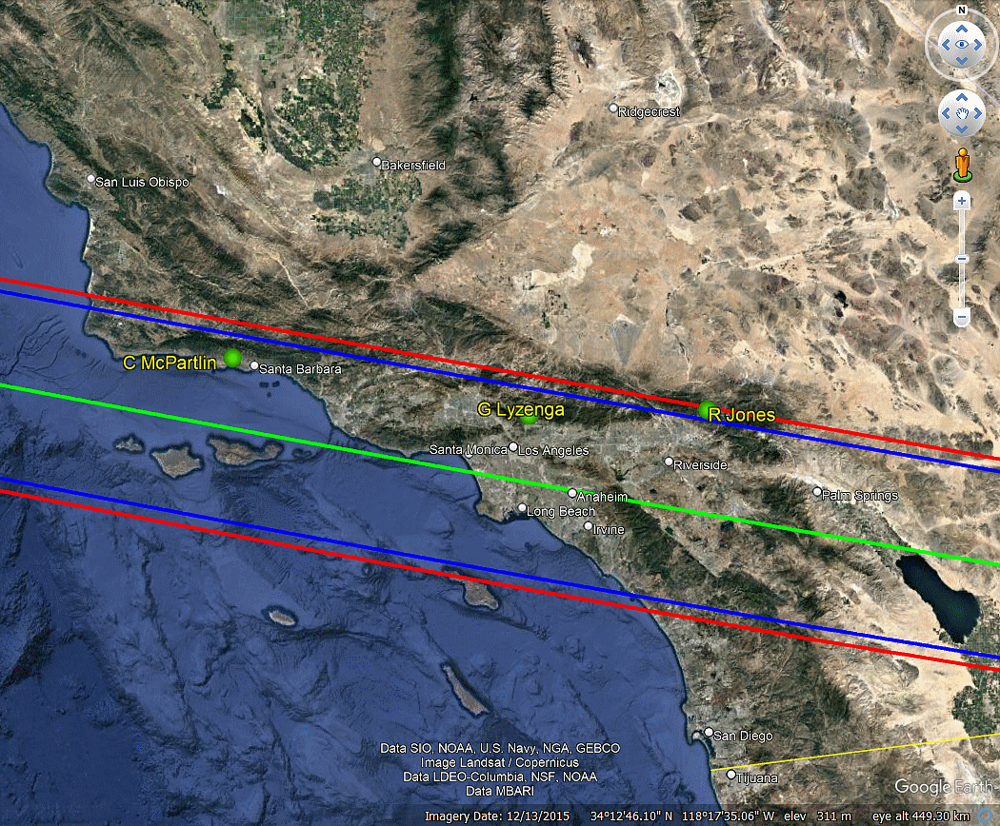 N
Ridgecrest
Bakersfield
San Luis Obispo
C McPartlin
Santa Barbara
G Lyzenga
R Jones
Santa Monica
Los Angeles
Riverside
Anaheim
Palm Springs
Long Beach
Irvine
San Diego
Tijuana
Data SIO, NOAA, U.S. Navy, NGA, GEBCO
Image Landsat / Copernicus
Data LDEO-Columbia, NSF, NOAA
Data MBARI
Google Earth
Imagery Date: 12/13/2015 34°12'46.10" N 118°17'35.06" W elev 311 m eye alt 449.30 km